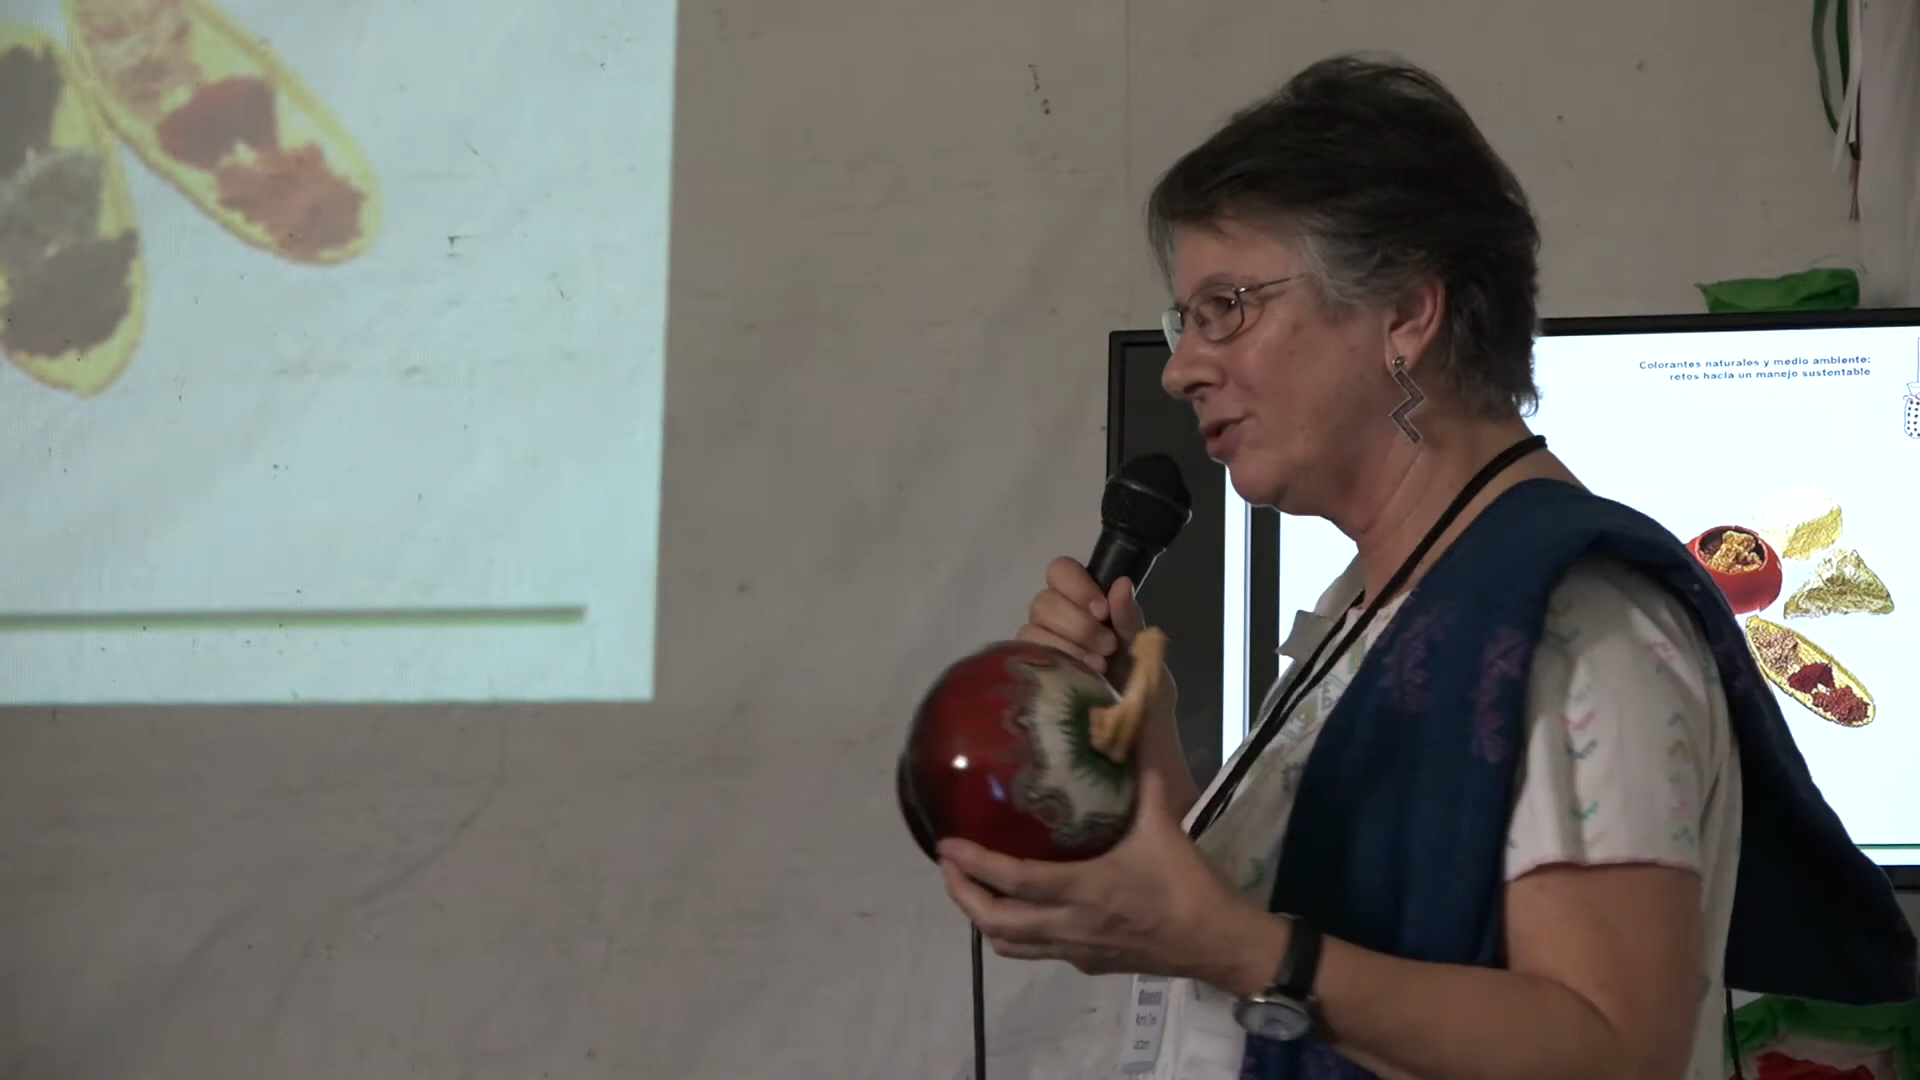 Colorantes naturales y medio ambiente:
retos hacia un manejo sustentable